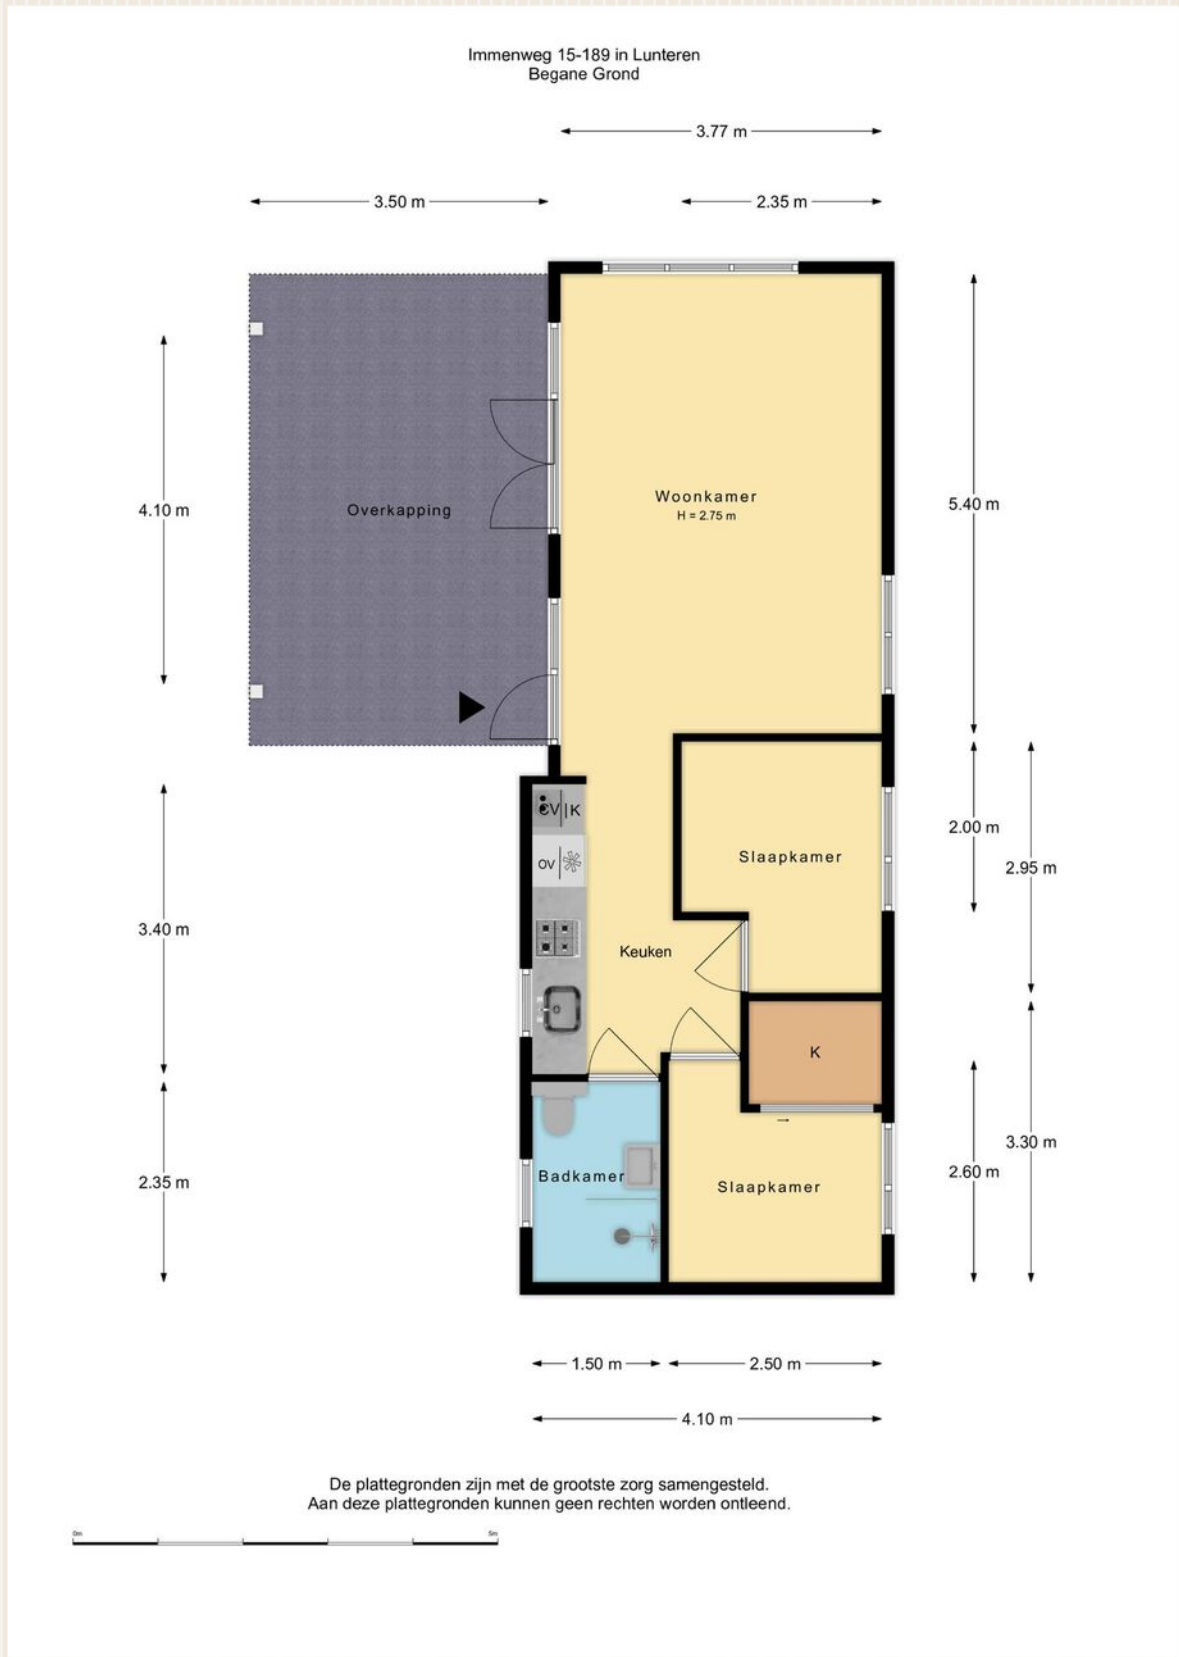 Immenweg 15-189 in Lunteren
Begane Grond
3.77 m
3.50 m
2.35 m
4.10 m
Overkapping
Woonkamer
H = 2.75 m
5.40 m
CV K
OV
Slaapkamer
2.00 m
2.95 m
3.40 m
Keuken
K
Badkamer
Slaapkamer
2.35 m
2.60 m
3.30 m
1.50 m
2.50 m
4.10 m
De plattegronden zijn met de grootste zorg samengesteld.
Aan deze plattegronden kunnen geen rechten worden ontleend.
0m
5m